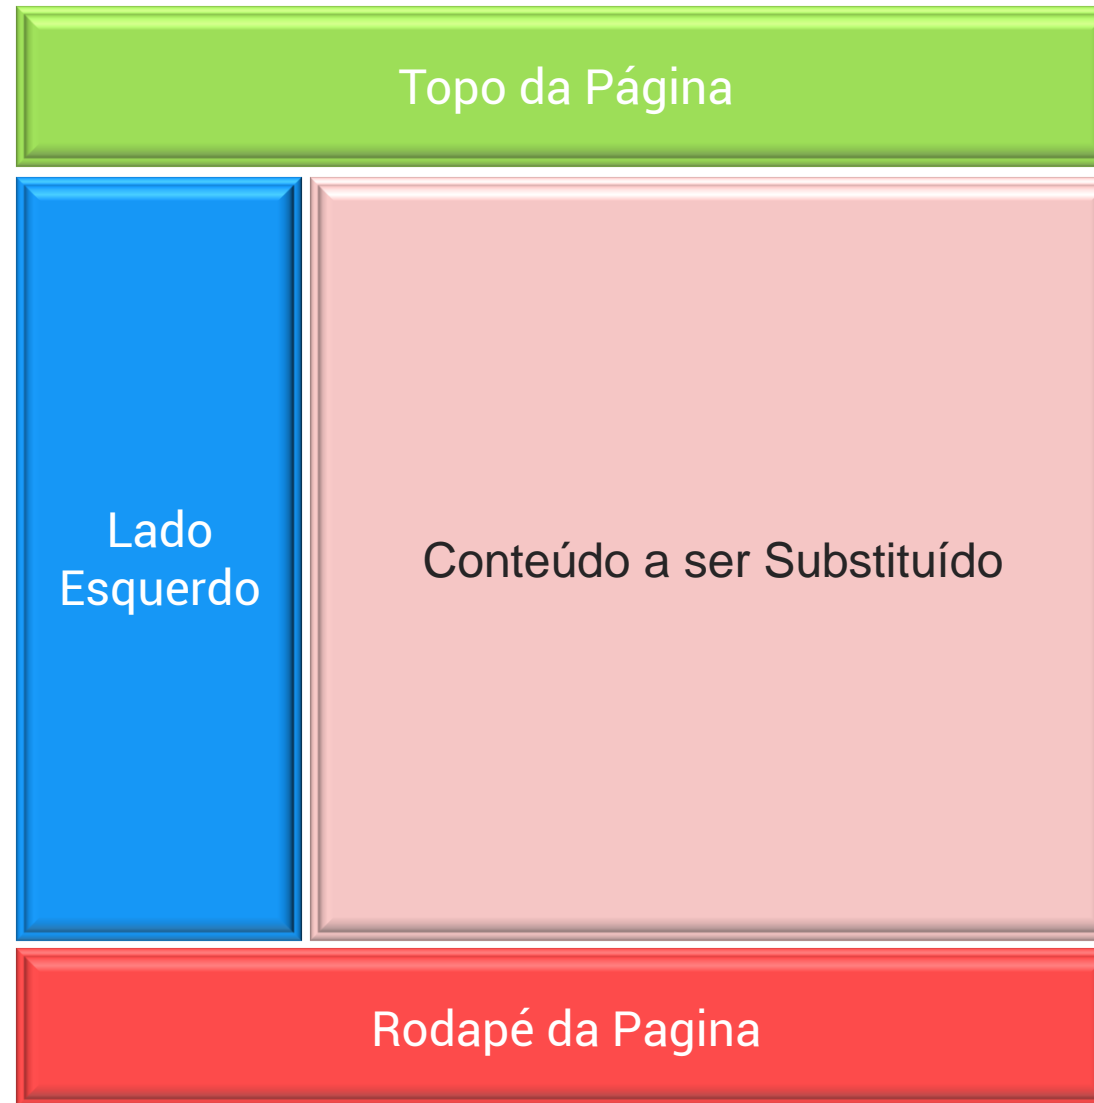 Topo da Página
Lado
Esquerdo
Conteúdo a ser Substituído
Rodapé da Pagina